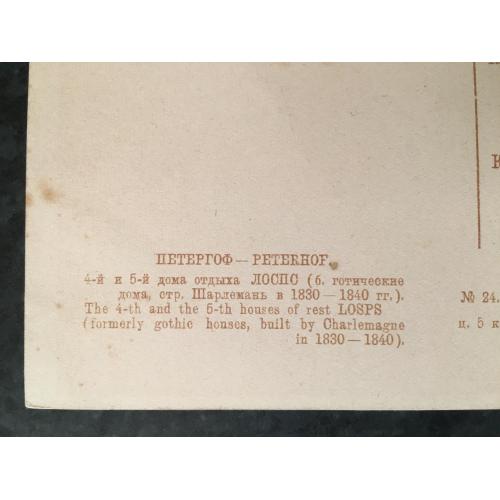 ПЕТЕРГОФ — PETERHOF.
4-й и 5-й дома отдыха ЛОСПС (б. готические
дома, стр. Шарлемань в 1830 — 1840 гг.).
The 4-th and the 5-th houses of rest LOSPS
(formerly gothic houses, built by Charlemagne
in 1830 — 1840).
№ 24.
ц. 5 к